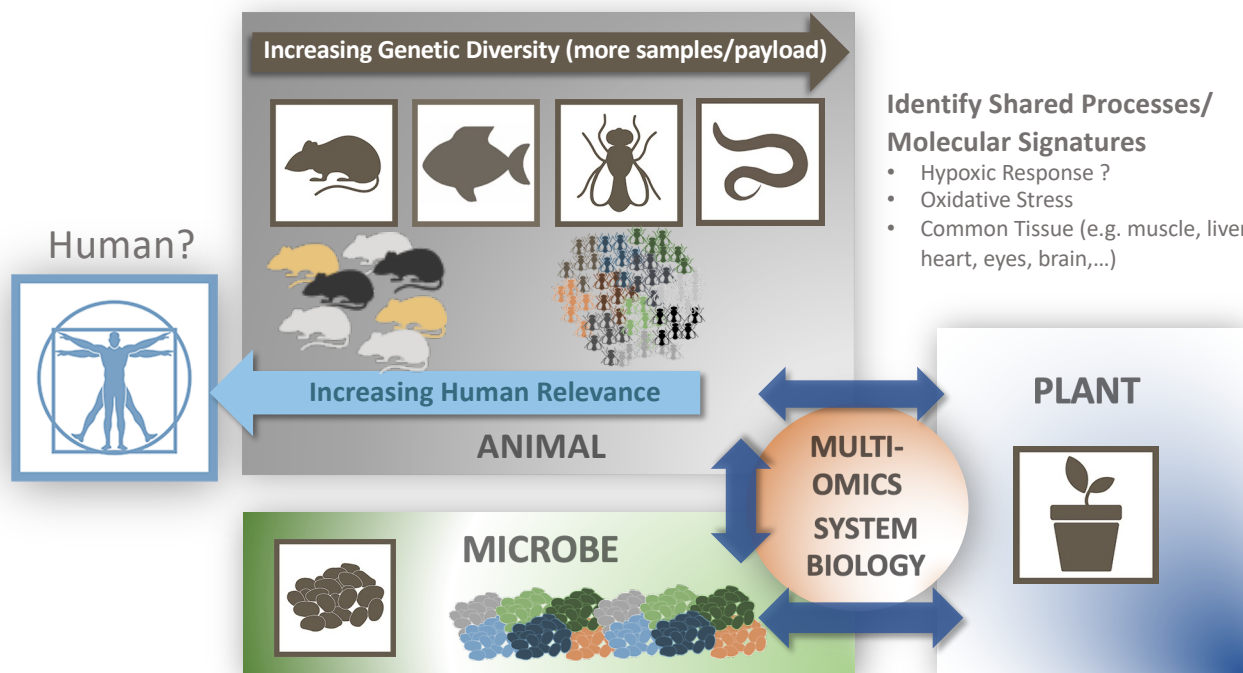 Increasing Genetic Diversity (more samples/payload)
Identify Shared Processes/
Molecular Signatures
• Hypoxic Response ?
• Oxidative Stress
• Common Tissue (e.g. muscle, liver
heart, eyes, brain,...)
Human?
Increasing Human Relevance
ANIMAL
PLANT
MULTI-
OMICS
SYSTEM
BIOLOGY
MICROBE